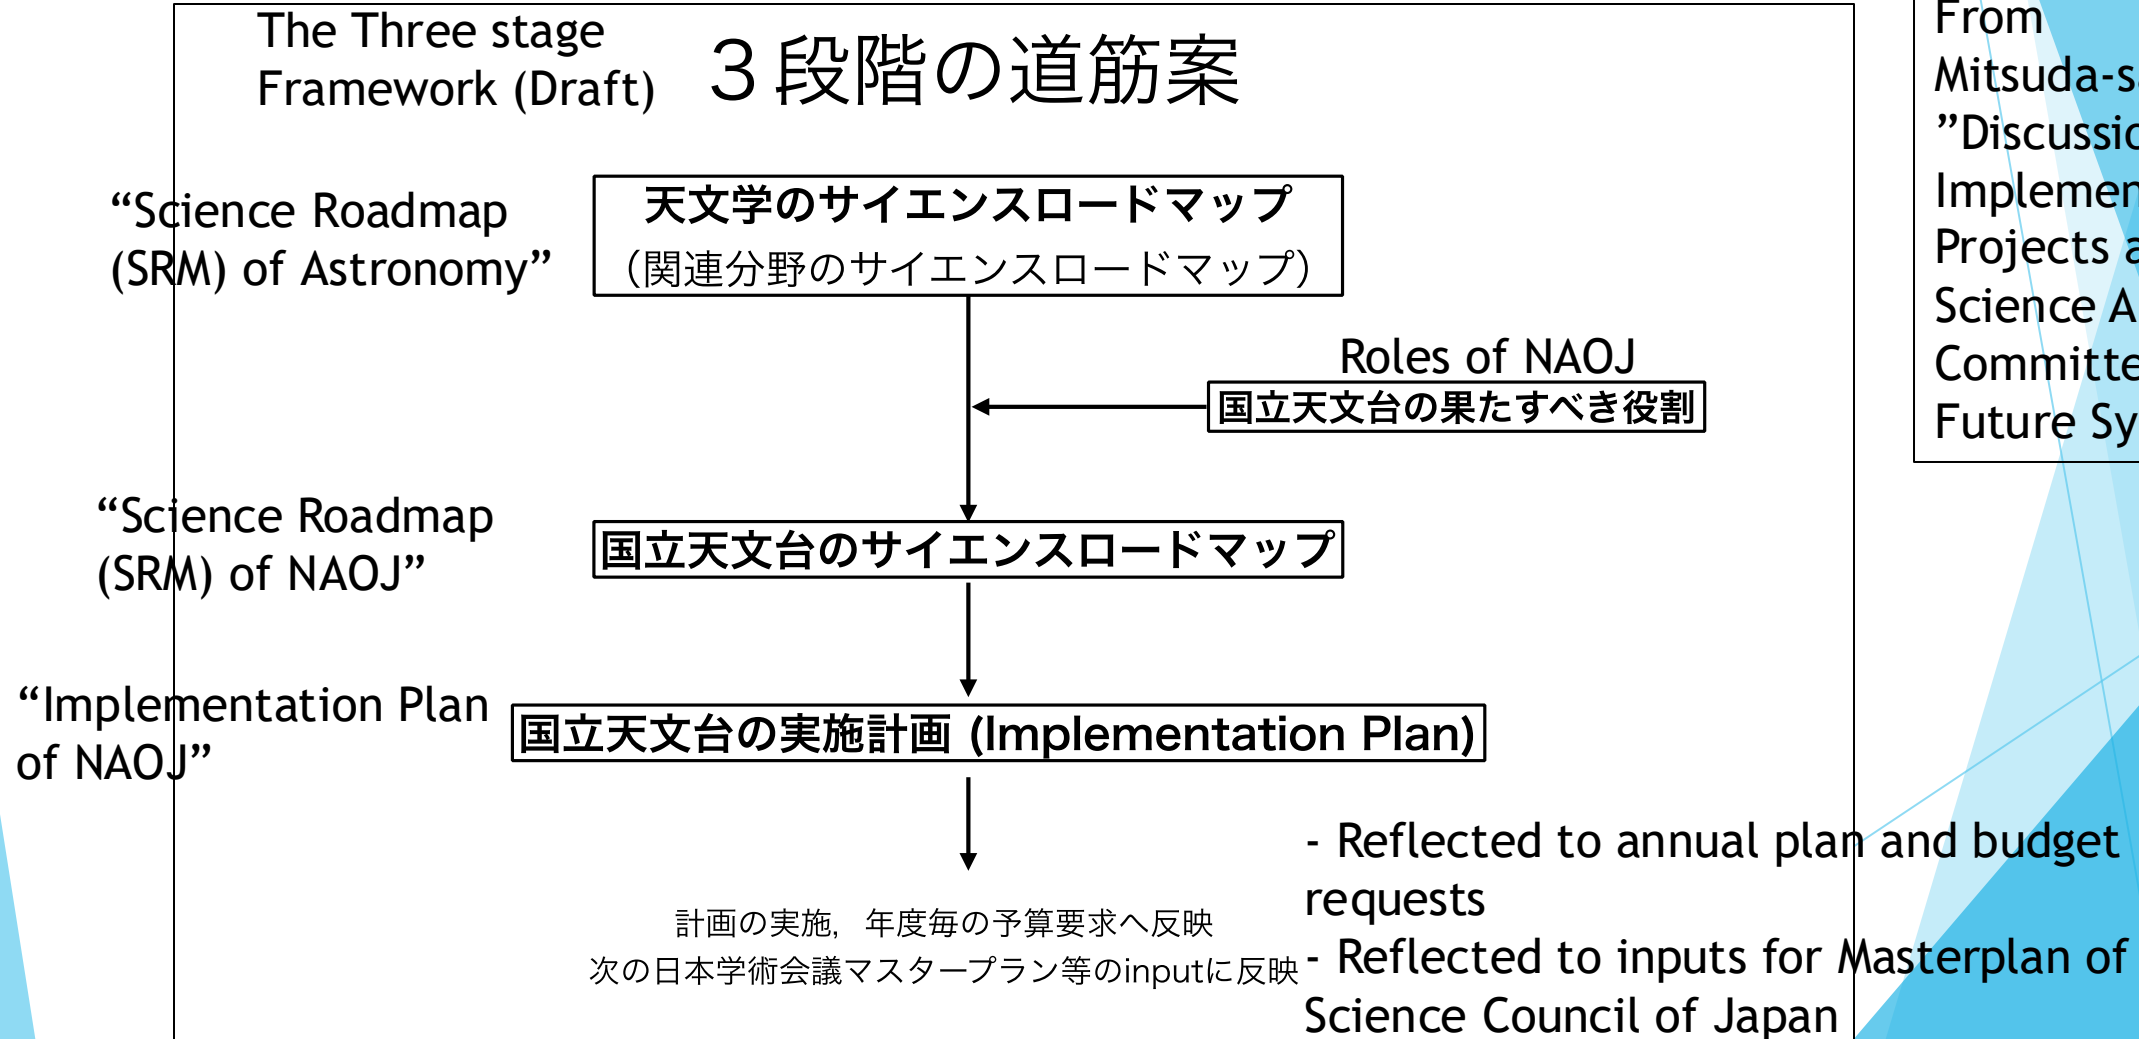 The Three stage
Framework (Draft)
３段階の道筋案
“Science Roadmap
(SRM) of Astronomy”
天文学のサイエンスロードマップ
（関連分野のサイエンスロードマップ）
Roles of NAOJ
国立天文台の果たすべき役割
“Science Roadmap
(SRM) of NAOJ”
国立天文台のサイエンスロードマップ
“Implementation Plan
of NAOJ”
国立天文台の実施計画 (Implementation Plan)
計画の実施，年度毎の予算要求へ反映
次の日本学術会議マスタープラン等のinputに反映
- Reflected to annual plan and budget
requests
- Reflected to inputs for Masterplan of
Science Council of Japan
From
Projects
Science
Future